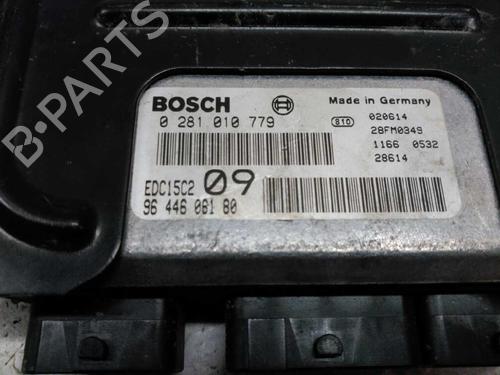 B-PARTS
BOSCH
Made in Germany
0 281 010 779
810
020614
28FM0349
1166 0532
28614
EDC15C2 09
96 446 081 80